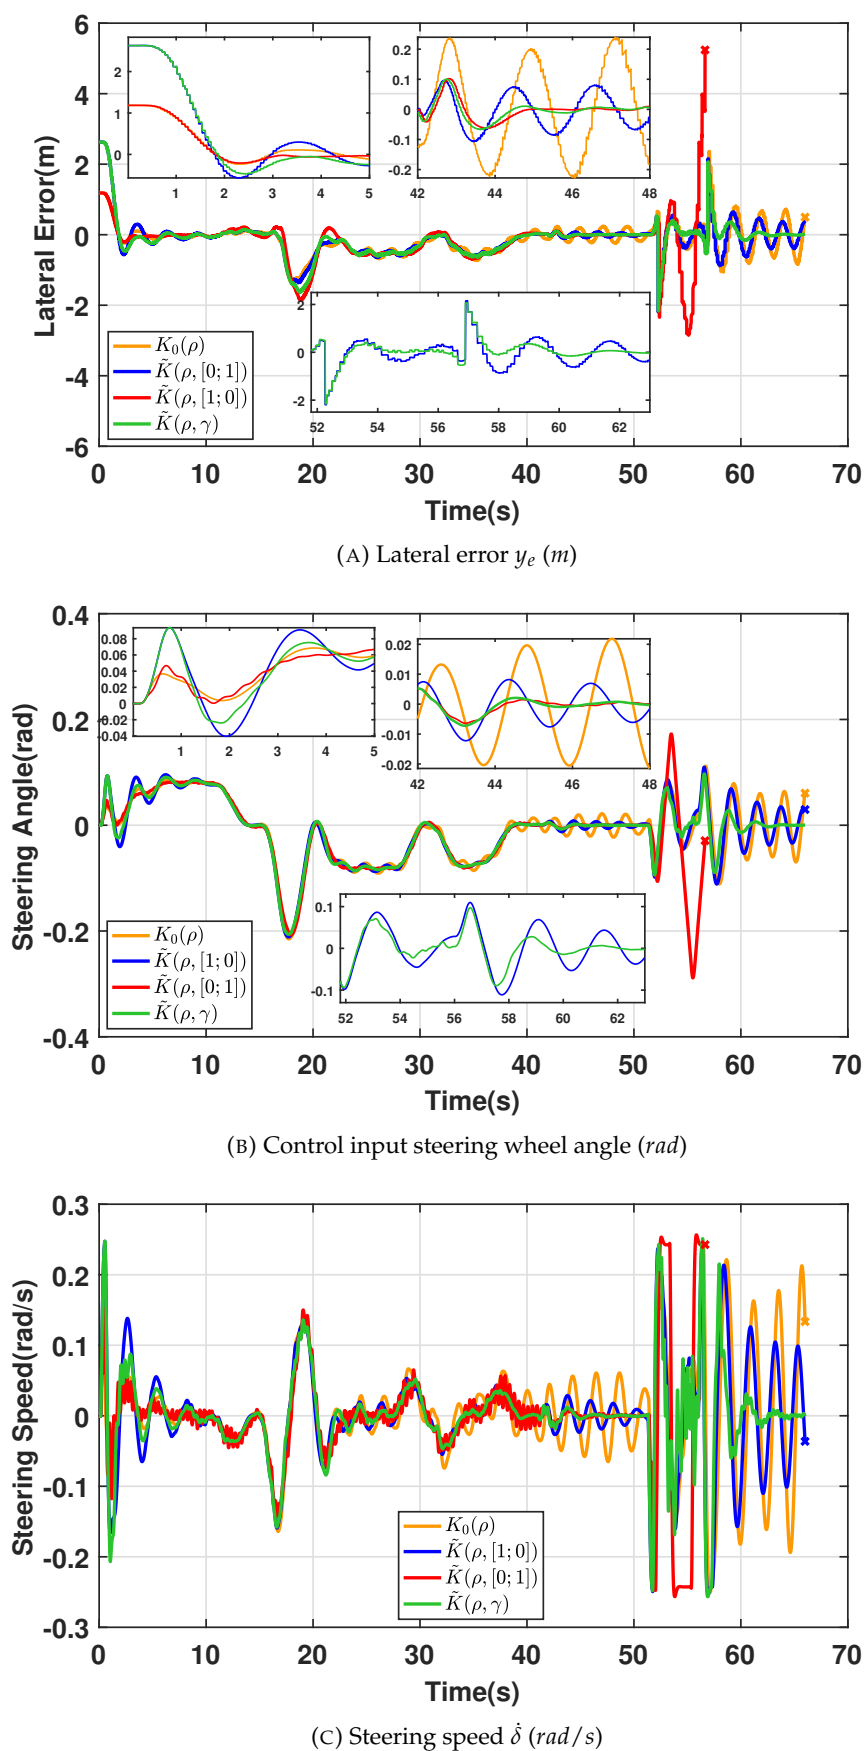 6
4
2
0
-2
-4
-6
2
1
0
1 2 3 4 5
0.2
0.1
0
-0.1
-0.2
42 44 46 48
2
0
-2
52 54 56 58 60 62
K₀(ρ)
K̃(ρ, [0; 1])
K̃(ρ, [1; 0])
K̃(ρ, γ)
Lateral Error(m)
0 10 20 30 40 50 60 70
Time(s)
(A) Lateral error yₑ (m)
0.4
0.2
0
-0.2
-0.4
0.08
0.06
0.04
0.02
0
-0.02
-0.04
1 2 3 4 5
0.02
0.01
0
-0.01
-0.02
42 44 46 48
0.1
0
-0.1
52 54 56 58 60 62
K₀(ρ)
K̃(ρ, [1; 0])
K̃(ρ, [0; 1])
K̃(ρ, γ)
Steering Angle(rad)
0 10 20 30 40 50 60 70
Time(s)
(B) Control input steering wheel angle (rad)
0.3
0.2
0.1
0
-0.1
-0.2
-0.3
K₀(ρ)
K̃(ρ, [1; 0])
K̃(ρ, [0; 1])
K̃(ρ, γ)
Steering Speed(rad/s)
0 10 20 30 40 50 60 70
Time(s)
(C) Steering speed δ̇ (rad/s)